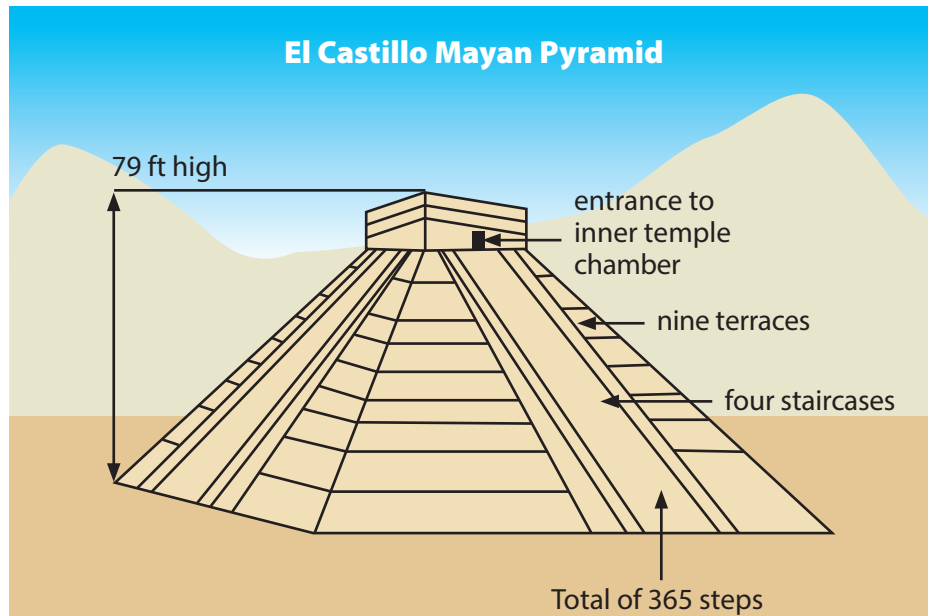 El Castillo Mayan Pyramid
79 ft high
entrance to
inner temple
chamber
nine terraces
four staircases
Total of 365 steps